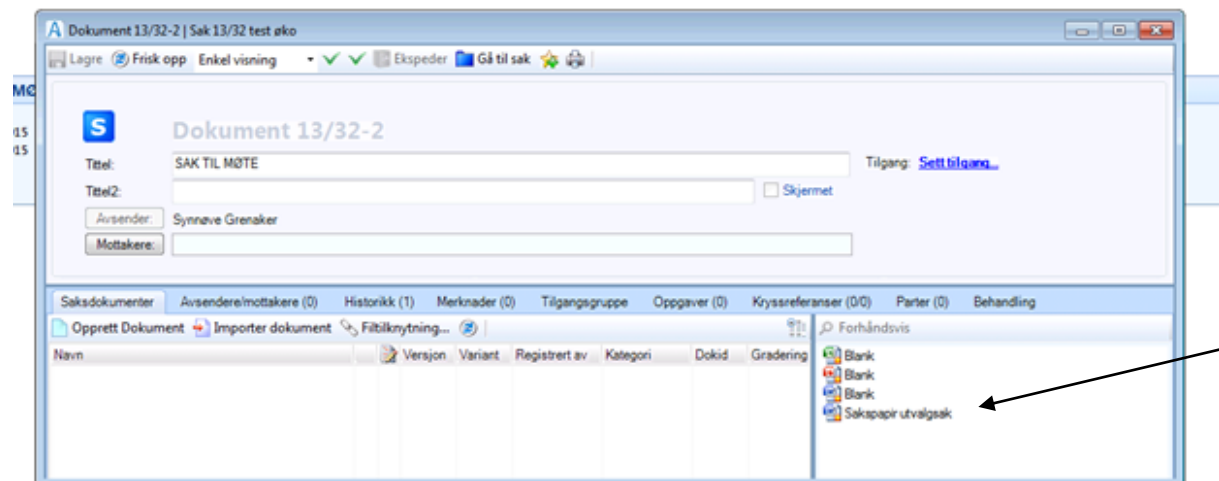 Dokument 13/32-2 | Sak 13/32 test øko
Lagre Frisk opp Enkel visning Ekspeder Gå til sak
MØ
015
015
S
Dokument 13/32-2
Tittel: SAK TIL MØTE Tilgang: Sett tilgang...
Tittel2: Skjermet
Avsender: Synnøve Grenaker
Mottakere:
Saksdokumenter Avsendere/mottakere (0) Historikk (1) Merknader (0) Tilgangsgruppe Oppgaver (0) Kryssreferanser (0/0) Parter (0) Behandling
Opprett Dokument Importer dokument Filtilknytning... Forhåndsvis
Navn Versjon Variant Registrert av Kategori Dokid Gradering
Blank
Blank
Blank
Sakspapir utvalgsak